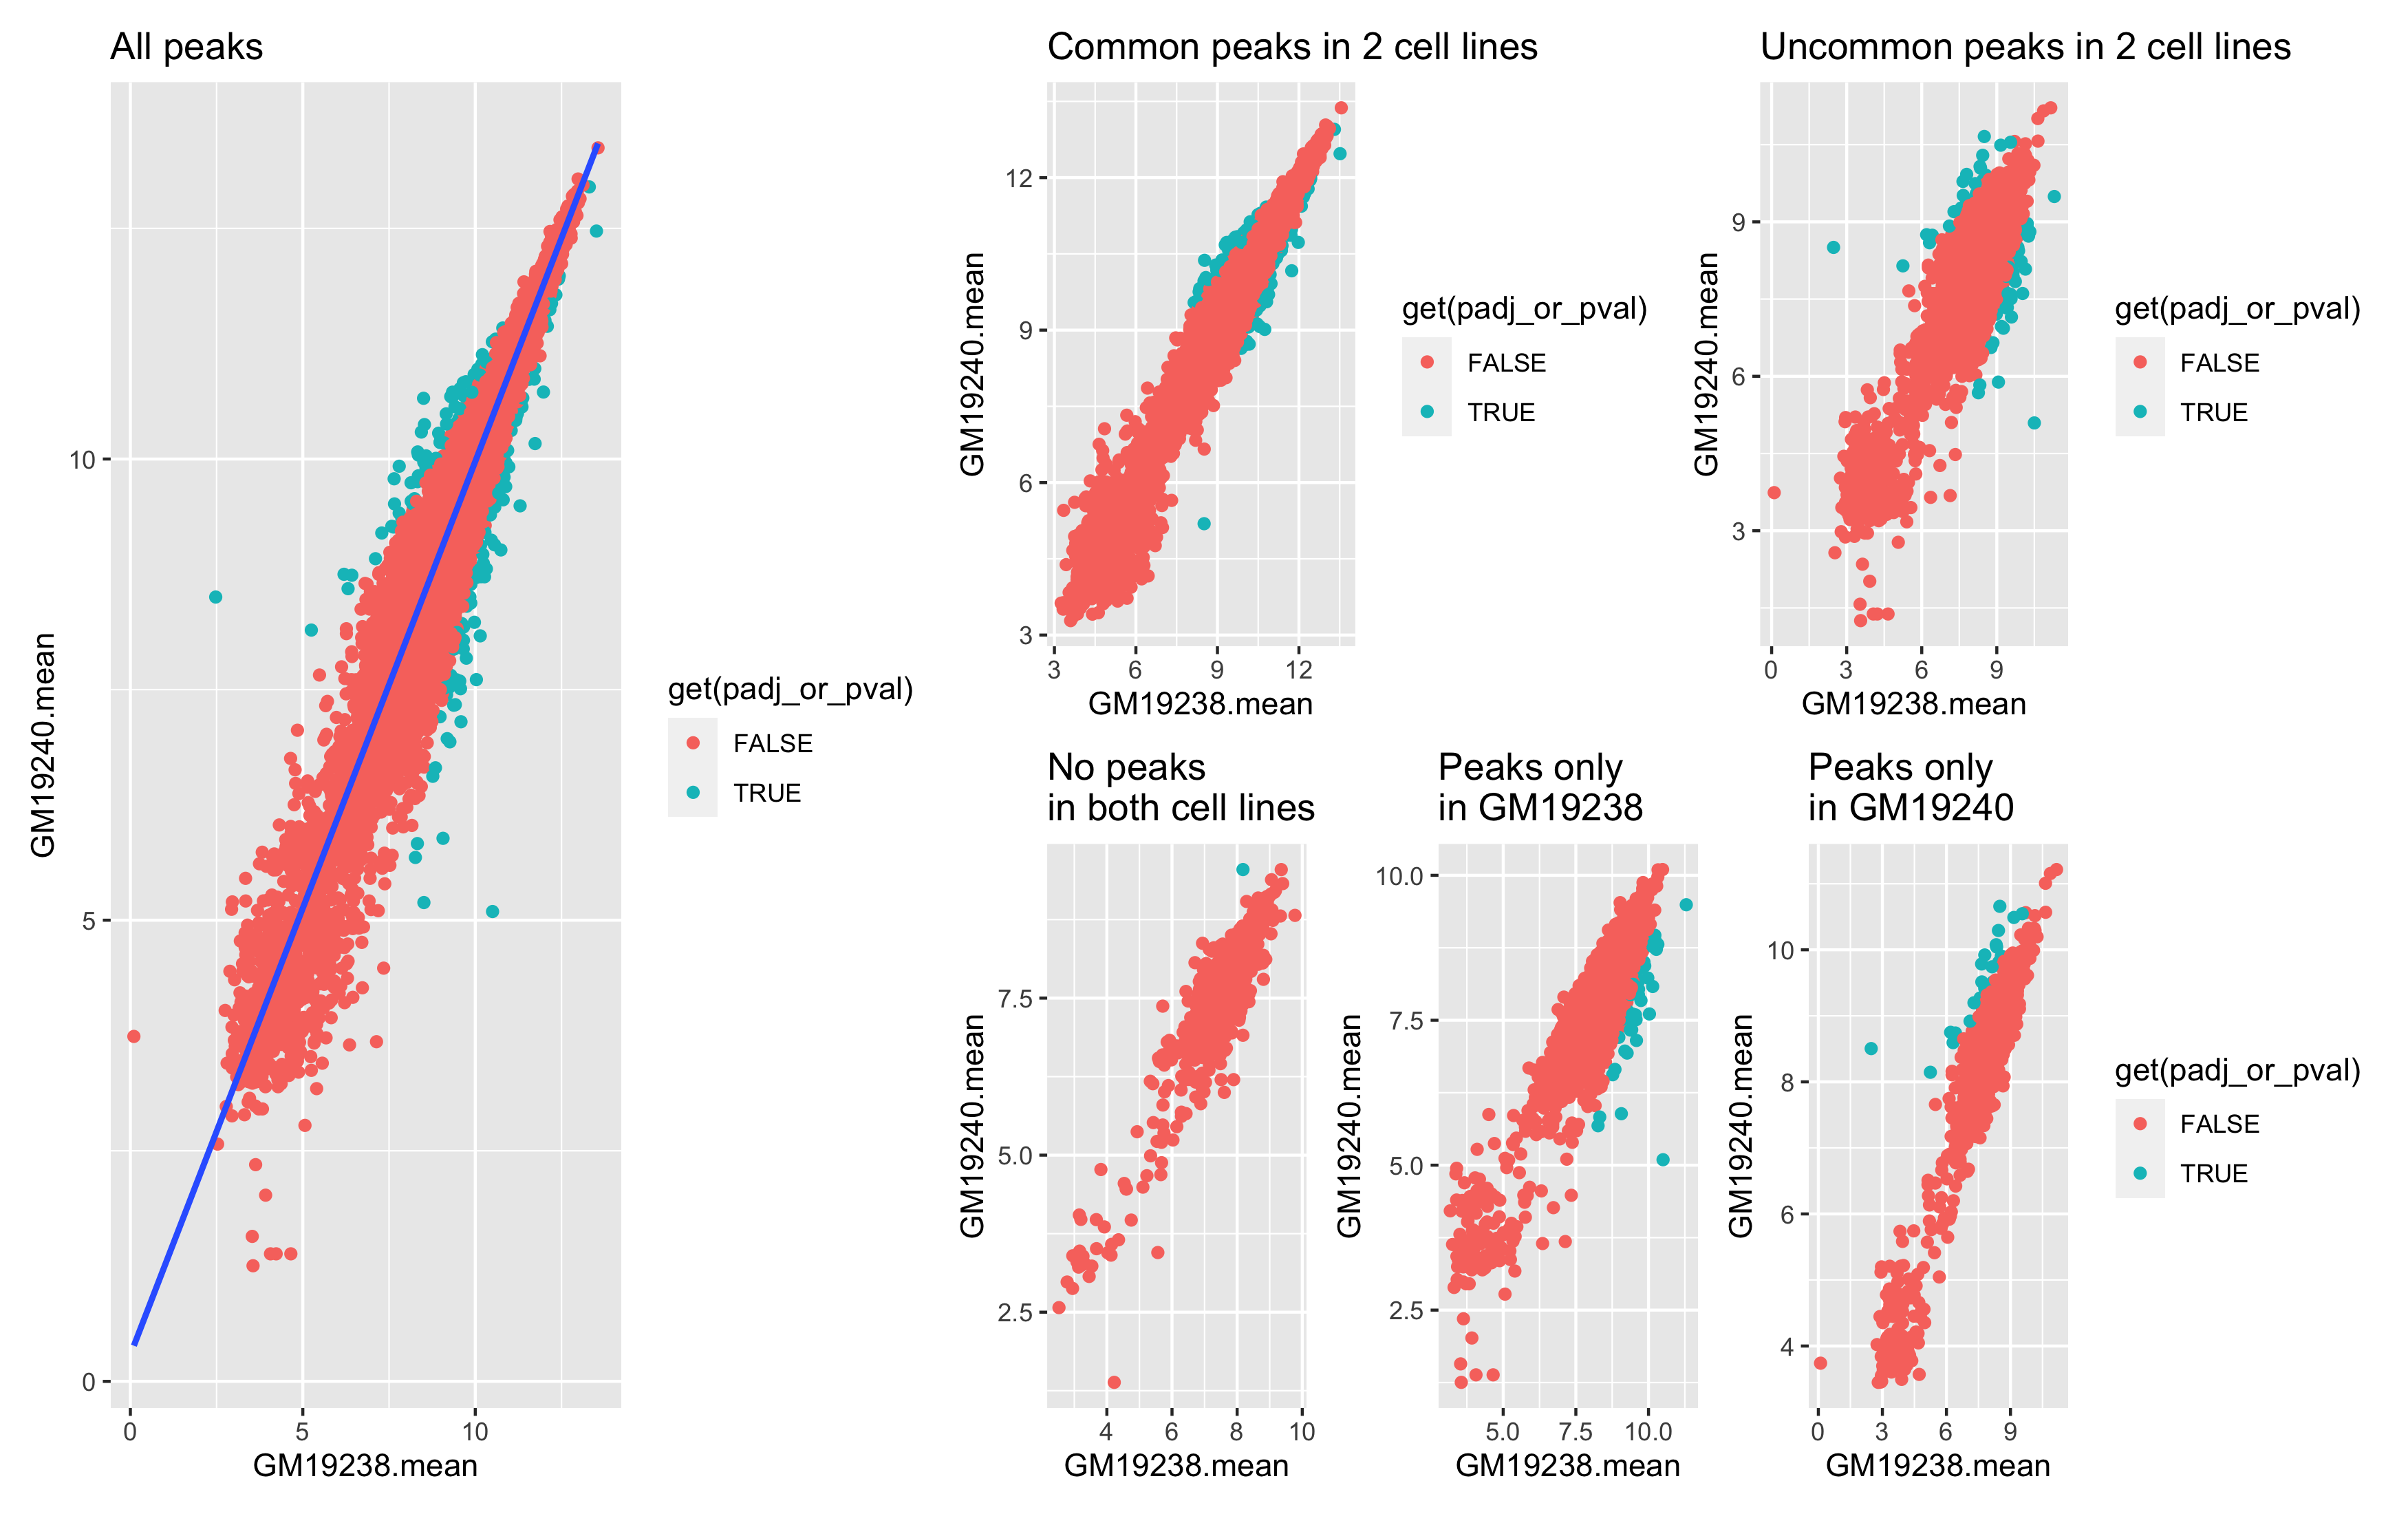 All peaks
GM19240.mean
10
5
0
0 5 10
GM19238.mean
get(padj_or_pval)
FALSE
TRUE
Common peaks in 2 cell lines
GM19240.mean
12
9
6
3
3 6 9 12
GM19238.mean
get(padj_or_pval)
FALSE
TRUE
Uncommon peaks in 2 cell lines
GM19240.mean
9
6
3
0 3 6 9
GM19238.mean
get(padj_or_pval)
FALSE
TRUE
No peaks
in both cell lines
GM19240.mean
7.5
5.0
2.5
4 6 8 10
GM19238.mean
Peaks only
in GM19238
GM19240.mean
10.0
7.5
5.0
2.5
5.0 7.5 10.0
GM19238.mean
Peaks only
in GM19240
GM19240.mean
10
8
6
4
0 3 6 9
GM19238.mean
get(padj_or_pval)
FALSE
TRUE